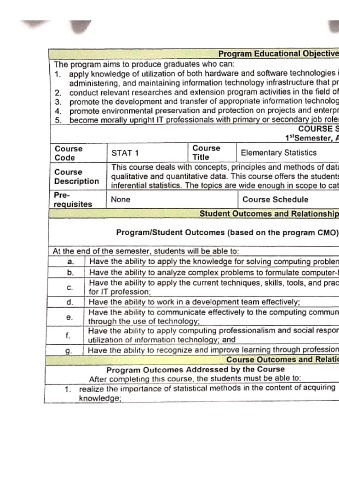 Program Educational Objective
The program aims to produce graduates who can:
1. apply knowledge of utilization of both hardware and software technologies i
administering, and maintaining information technology infrastructure that pr
2. conduct relevant researches and extension program activities in the field of
3. promote the development and transfer of appropriate information technolog
4. promote environmental preservation and protection on projects and enterpr
5. become morally upright IT professionals with primary or secondary job role
COURSE S
1stSemester, A
Course Code STAT 1 Course Title Elementary Statistics
Course Description This course deals with concepts, principles and methods of data
qualitative and quantitative data. This course offers the students
inferential statistics. The topics are wide enough in scope to cat
Pre-requisites None Course Schedule
Student Outcomes and Relationship
Program/Student Outcomes (based on the program CMO)
At the end of the semester, students will be able to:
a. Have the ability to apply the knowledge for solving computing problem
b. Have the ability to analyze complex problems to formulate computer-b
c. Have the ability to apply the current techniques, skills, tools, and prac
for IT profession;
d. Have the ability to work in a development team effectively;
e. Have the ability to communicate effectively to the computing commun
through the use of technology;
f. Have the ability to apply computing professionalism and social respon
utilization of information technology; and
g. Have the ability to recognize and improve learning through profession
Course Outcomes and Relatio
Program Outcomes Addressed by the Course
After completing this course, the students must be able to:
1. realize the importance of statistical methods in the content of acquiring
knowledge;